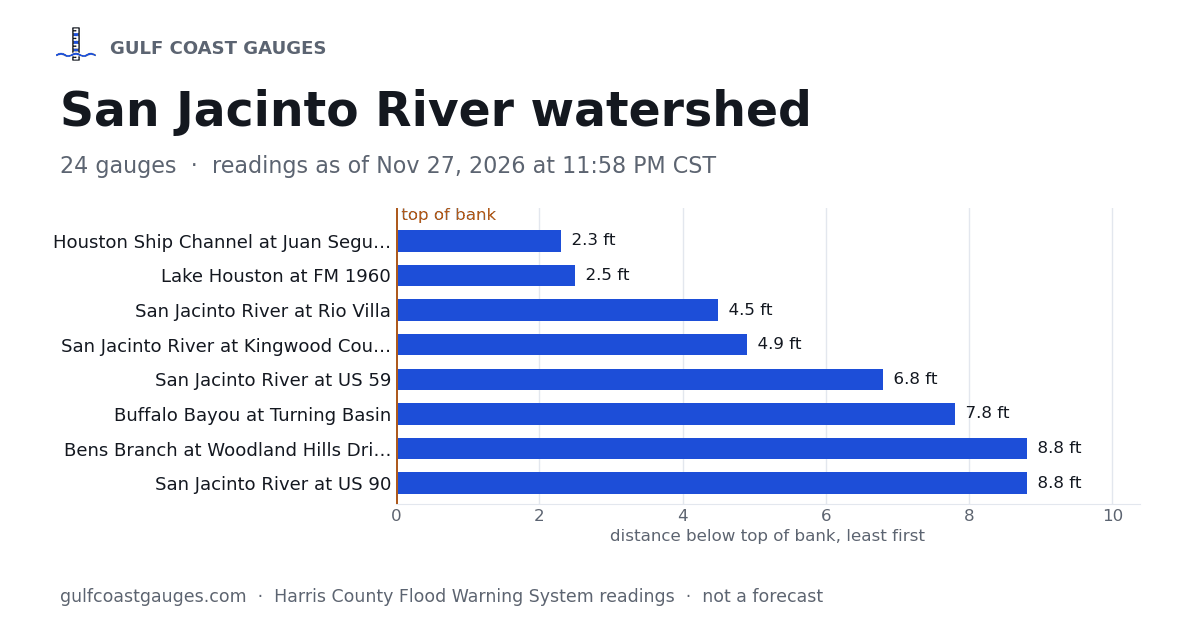 GULF COAST GAUGES
San Jacinto River watershed
24 gauges · readings as of Nov 27, 2026 at 11:58 PM CST
top of bank
Houston Ship Channel at Juan Segu… 2.3 ft
Lake Houston at FM 1960 2.5 ft
San Jacinto River at Rio Villa 4.5 ft
San Jacinto River at Kingwood Cou… 4.9 ft
San Jacinto River at US 59 6.8 ft
Buffalo Bayou at Turning Basin 7.8 ft
Bens Branch at Woodland Hills Dri… 8.8 ft
San Jacinto River at US 90 8.8 ft
0 2 4 6 8 10
distance below top of bank, least first
gulfcoastgauges.com · Harris County Flood Warning System readings · not a forecast